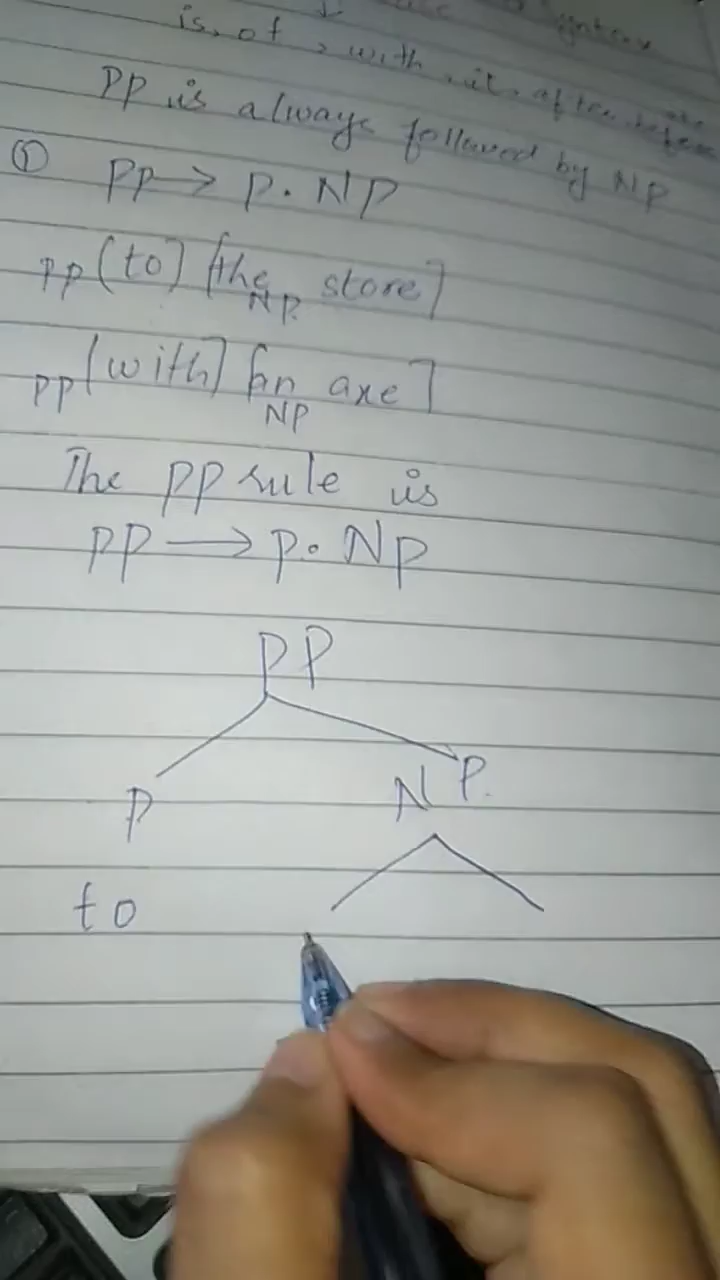 is, of, with, after
PP is always followed by NP
① PP → P. NP
PP [to] [the store]
NP
PP [with] [an axe]
NP
The PP rule is
PP → P. NP
PP
P NP.
to